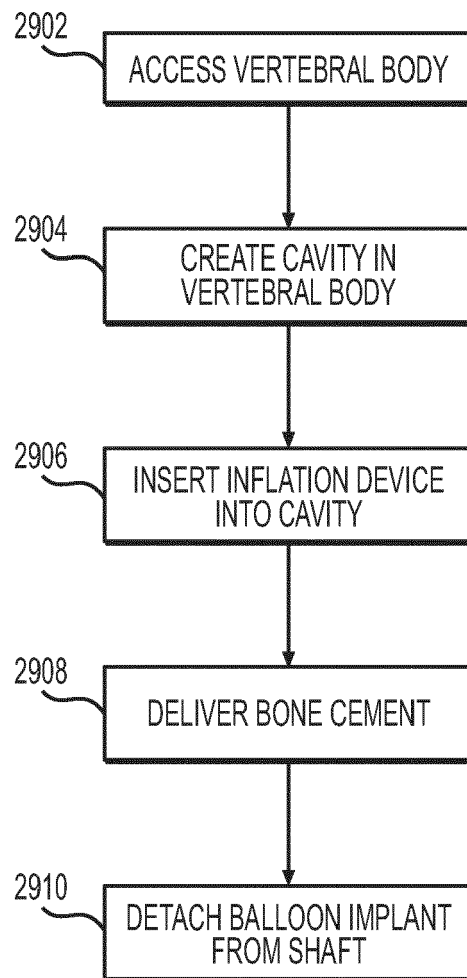 2902
ACCESS VERTEBRAL BODY
2904
CREATE CAVITY IN
VERTEBRAL BODY
2906
INSERT INFLATION DEVICE
INTO CAVITY
2908
DELIVER BONE CEMENT
2910
DETACH BALLOON IMPLANT
FROM SHAFT